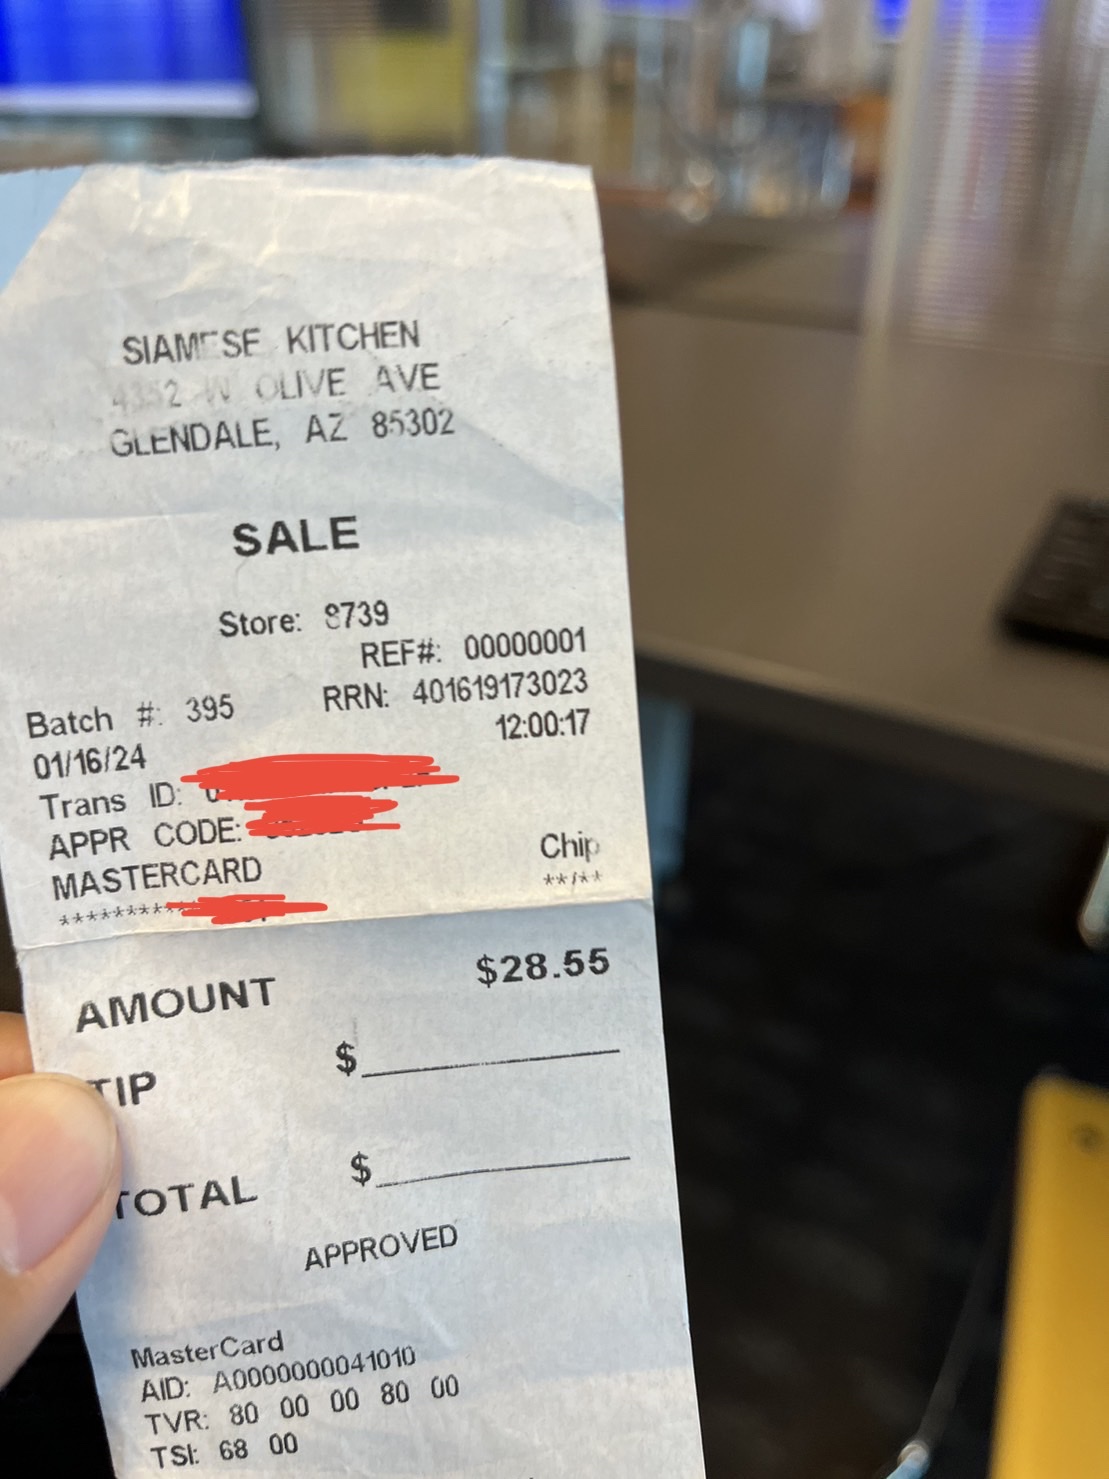 SIAMESE KITCHEN
4352 W OLIVE AVE
GLENDALE, AZ 85302
SALE
Store: 8739
REF#: 00000001
Batch #: 395 RRN: 401619173023
01/16/24 12:00:17
Trans ID:
APPR CODE:
MASTERCARD Chip
************ **/**
AMOUNT $28.55
TIP $
TOTAL $
APPROVED
MasterCard
AID: A0000000041010
TVR: 80 00 00 80 00
TSI: 68 00